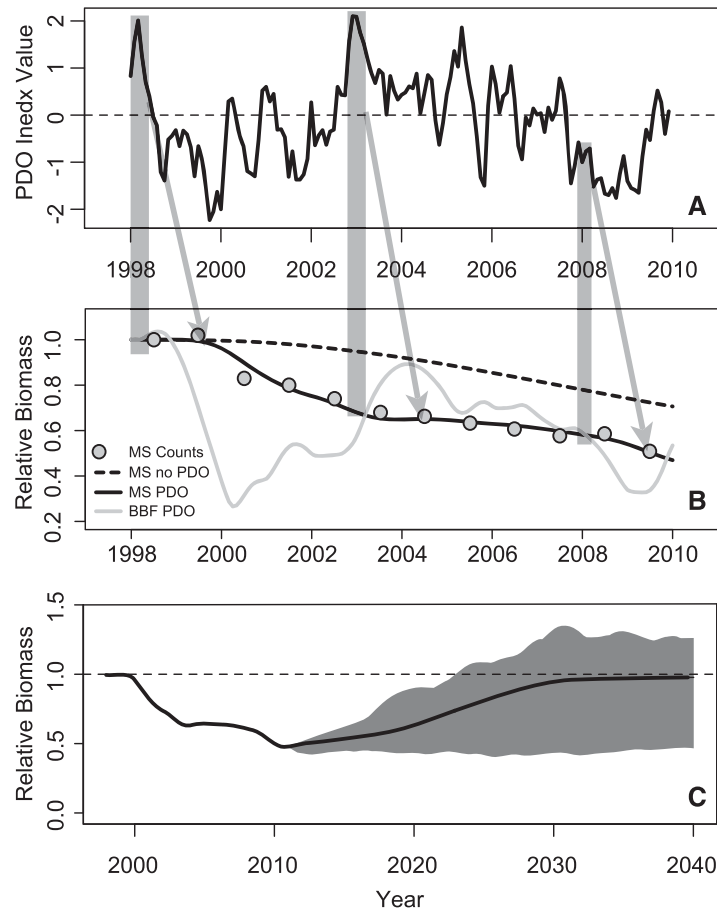 PDO Inedx Value
2
1
0
-1
-2
A
1998 2000 2002 2004 2006 2008 2010
Relative Biomass
1.0
0.8
0.6
0.4
0.2
MS Counts
MS no PDO
MS PDO
BBF PDO
B
1998 2000 2002 2004 2006 2008 2010
Relative Biomass
1.5
1.0
0.5
0.0
C
2000 2010 2020 2030 2040
Year